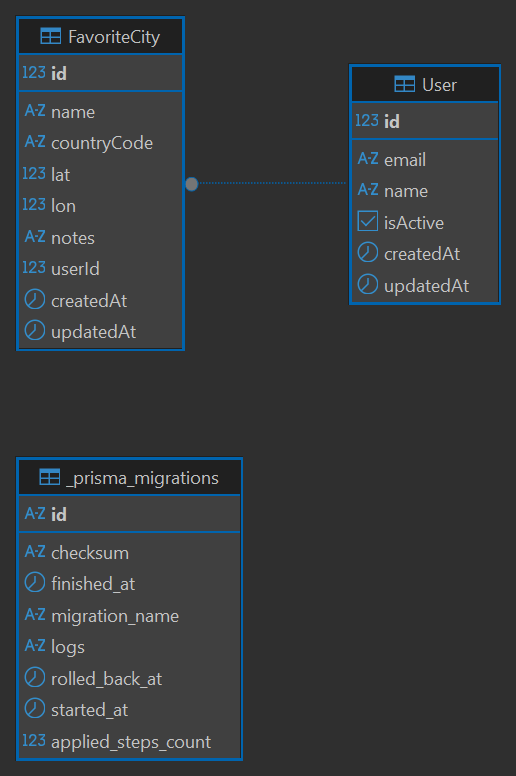 FavoriteCity
123 id
A-Z name
A-Z countryCode
123 lat
123 lon
A-Z notes
123 userId
createdAt
updatedAt
User
123 id
A-Z email
A-Z name
isActive
createdAt
updatedAt
_prisma_migrations
A-Z id
A-Z checksum
finished_at
A-Z migration_name
A-Z logs
rolled_back_at
started_at
123 applied_steps_count